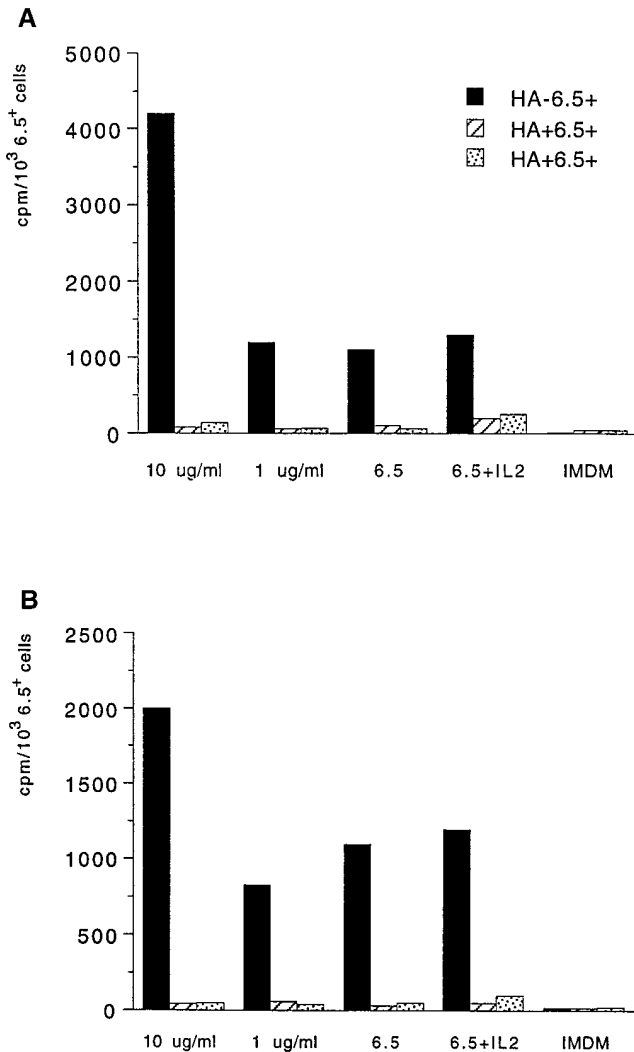 A
5000
4000
3000
2000
1000
0
cpm/10³ 6.5⁺ cells
HA-6.5+
HA+6.5+
HA+6.5+
10 ug/ml 1 ug/ml 6.5 6.5+IL2 IMDM
B
2500
2000
1500
1000
500
0
cpm/10³ 6.5⁺ cells
10 ug/ml 1 ug/ml 6.5 6.5+IL2 IMDM